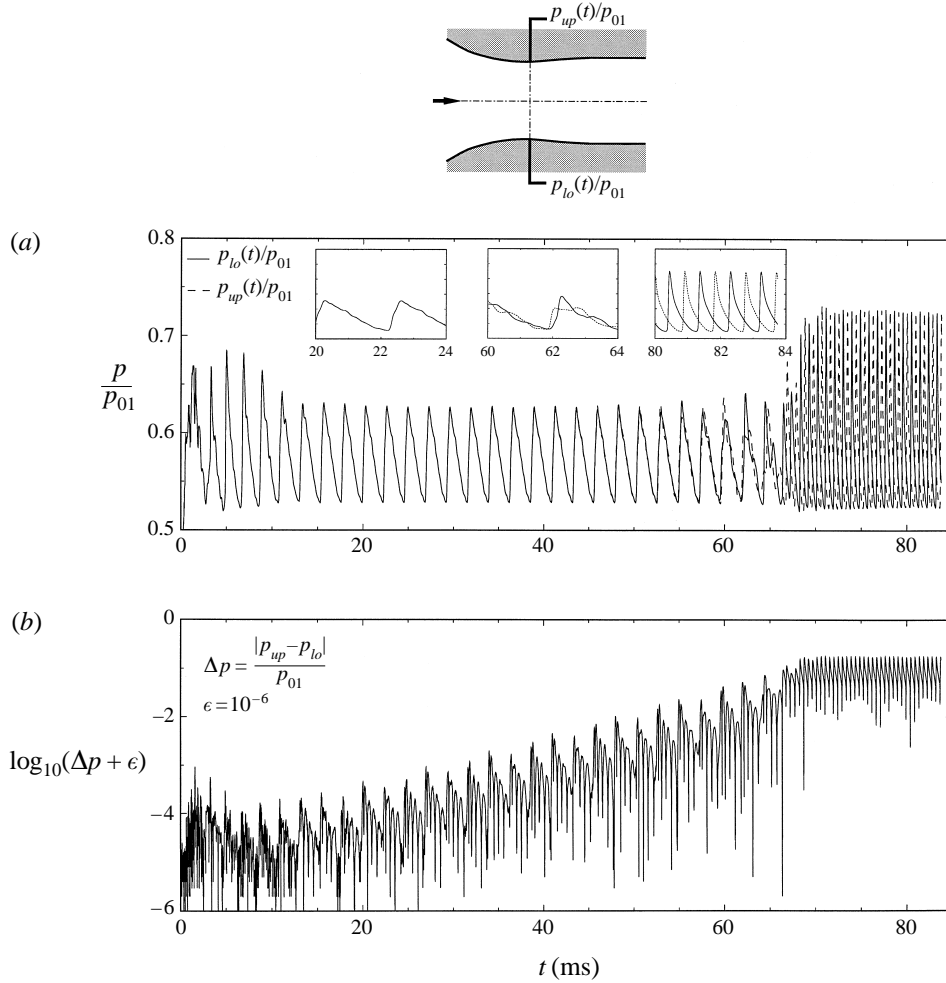 p_up(t)/p_01
p_lo(t)/p_01
(a)
0.8
0.7
0.6
0.5
p/p_01
p_lo(t)/p_01
p_up(t)/p_01
20 22 24
60 62 64
80 82 84
0 20 40 60 80
(b)
0
−2
−4
−6
log_10(Δp + ϵ)
Δp = |p_up−p_lo|/p_01
ϵ=10^−6
0 20 40 60 80
t (ms)